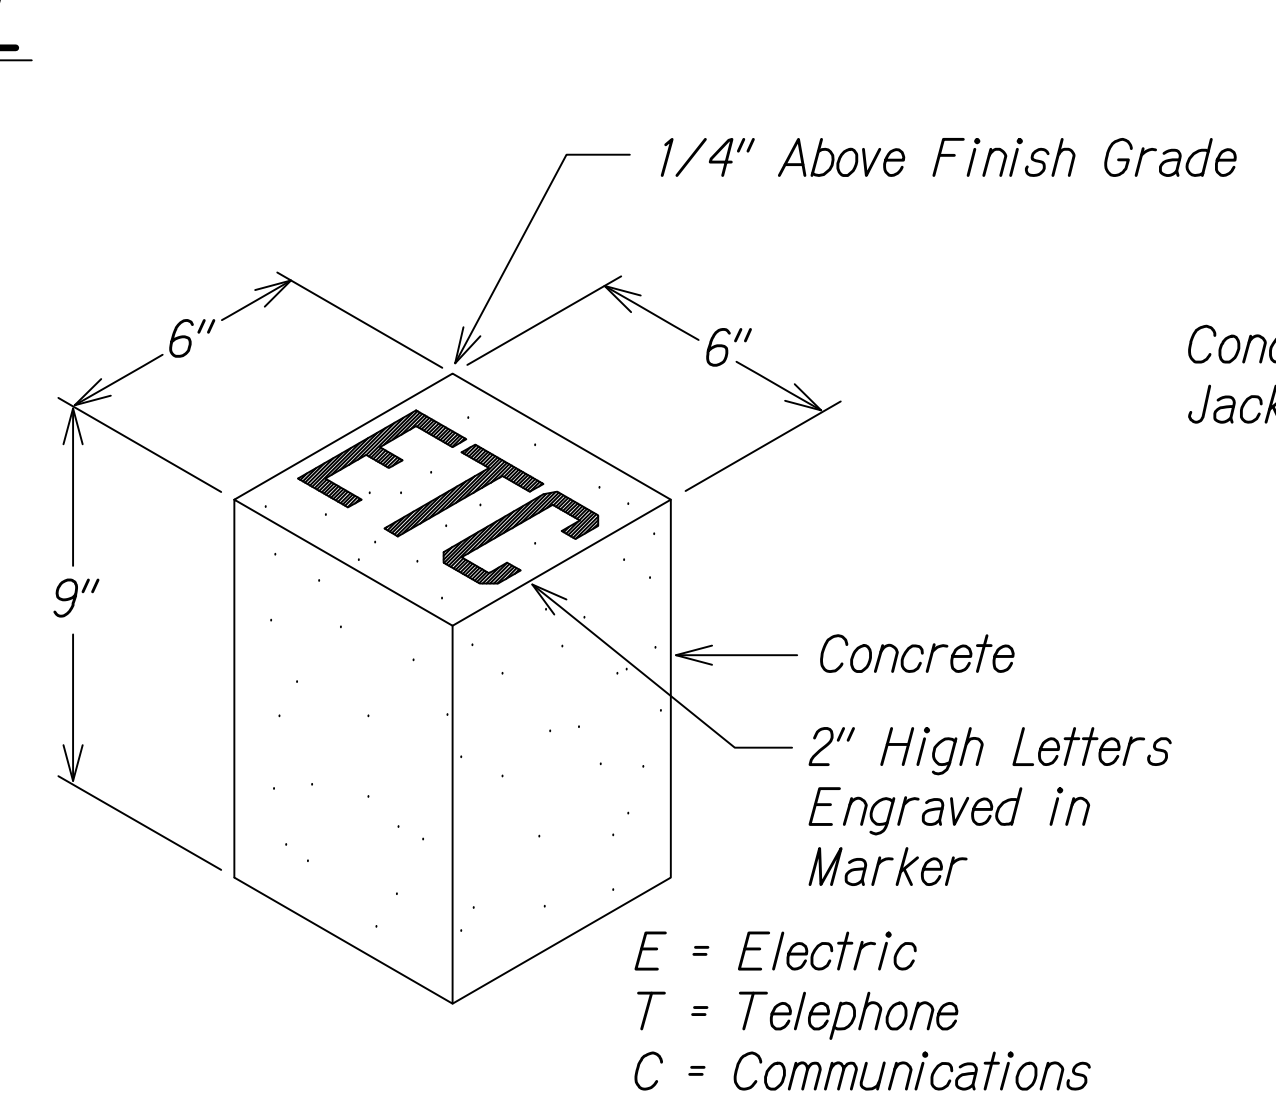 1/4" Above Finish Grade
6"
6"
9"
ETC
Concrete
2" High Letters
Engraved in
Marker
E = Electric
T = Telephone
C = Communications